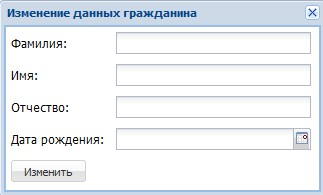 Изменение данных гражданина
Фамилия:
Имя:
Отчество:
Дата рождения:
Изменить